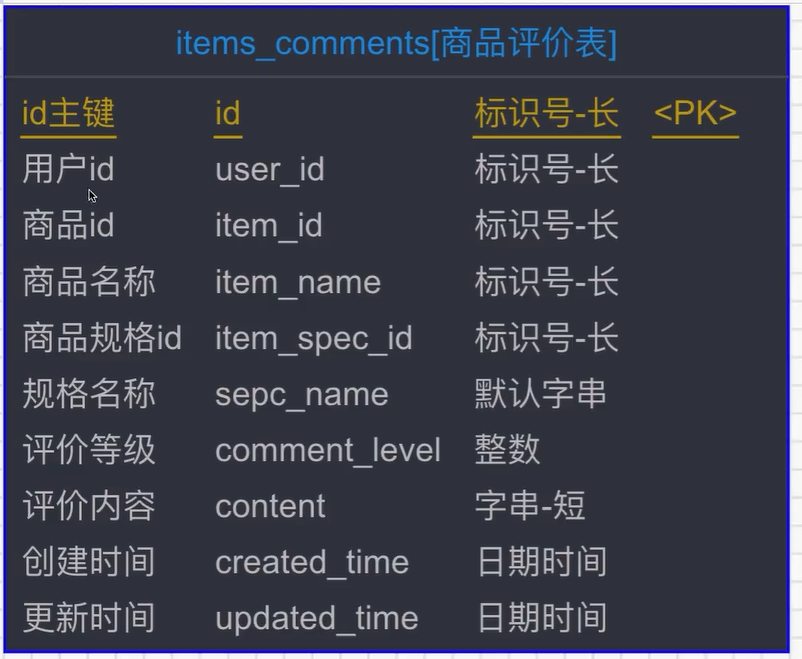 items_comments[商品评价表]
id主键 id 标识号-长 <PK>
用户id user_id 标识号-长
商品id item_id 标识号-长
商品名称 item_name 标识号-长
商品规格id item_spec_id 标识号-长
规格名称 sepc_name 默认字串
评价等级 comment_level 整数
评价内容 content 字串-短
创建时间 created_time 日期时间
更新时间 updated_time 日期时间